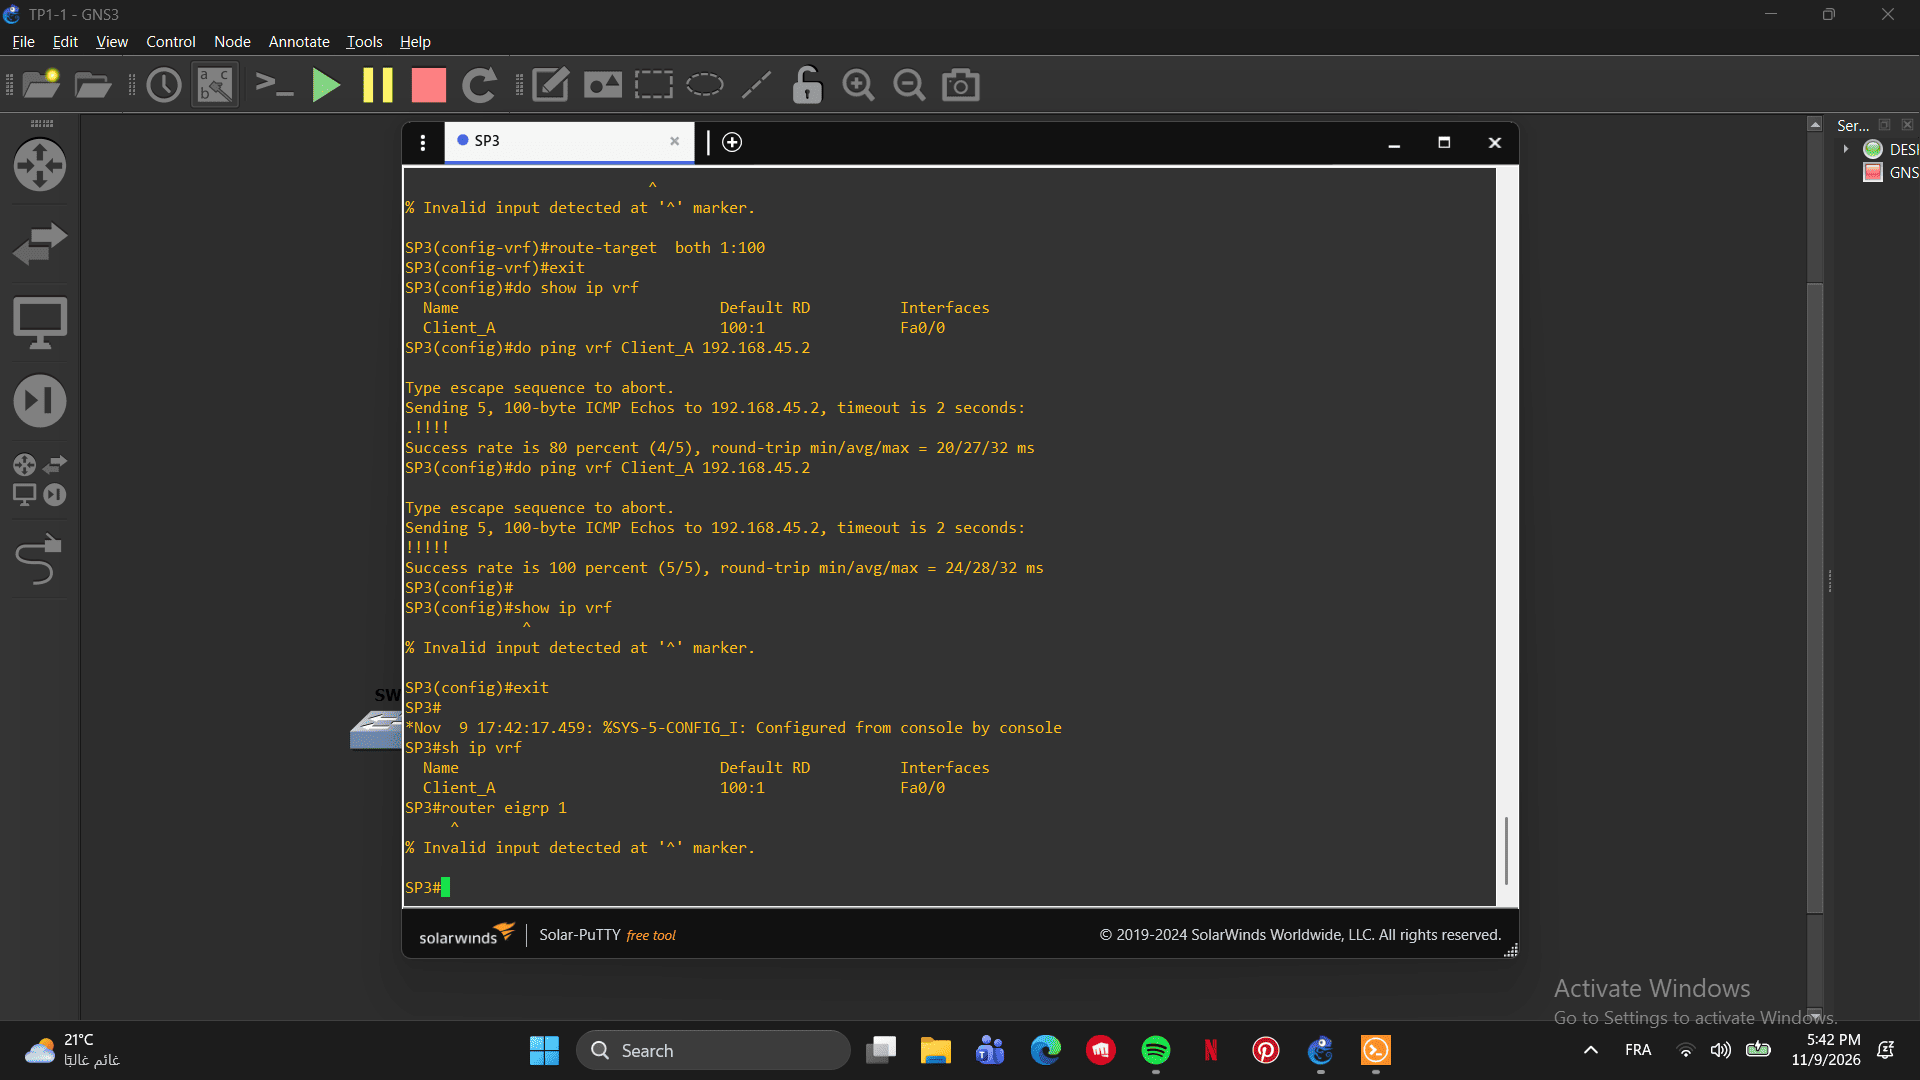 TP1-1 - GNS3
File Edit View Control Node Annotate Tools Help
SP3
Ser...
DESH
GNS
^
% Invalid input detected at '^' marker.
SP3(config-vrf)#route-target  both 1:100
SP3(config-vrf)#exit
SP3(config)#do show ip vrf
Name Default RD Interfaces
Client_A 100:1 Fa0/0
SP3(config)#do ping vrf Client_A 192.168.45.2
Type escape sequence to abort.
Sending 5, 100-byte ICMP Echos to 192.168.45.2, timeout is 2 seconds:
.!!!!
Success rate is 80 percent (4/5), round-trip min/avg/max = 20/27/32 ms
SP3(config)#do ping vrf Client_A 192.168.45.2
Type escape sequence to abort.
Sending 5, 100-byte ICMP Echos to 192.168.45.2, timeout is 2 seconds:
!!!!!
Success rate is 100 percent (5/5), round-trip min/avg/max = 24/28/32 ms
SP3(config)#
SP3(config)#show ip vrf
^
% Invalid input detected at '^' marker.
SP3(config)#exit
SP3#
*Nov  9 17:42:17.459: %SYS-5-CONFIG_I: Configured from console by console
SP3#sh ip vrf
Name Default RD Interfaces
Client_A 100:1 Fa0/0
SP3#router eigrp 1
^
% Invalid input detected at '^' marker.
SP3#
SW
solarwinds Solar-PuTTY free tool
© 2019-2024 SolarWinds Worldwide, LLC. All rights reserved.
Activate Windows
Go to Settings to activate Windows.
21°C
غائم غالبًا
Search
FRA
5:42 PM
11/9/2026